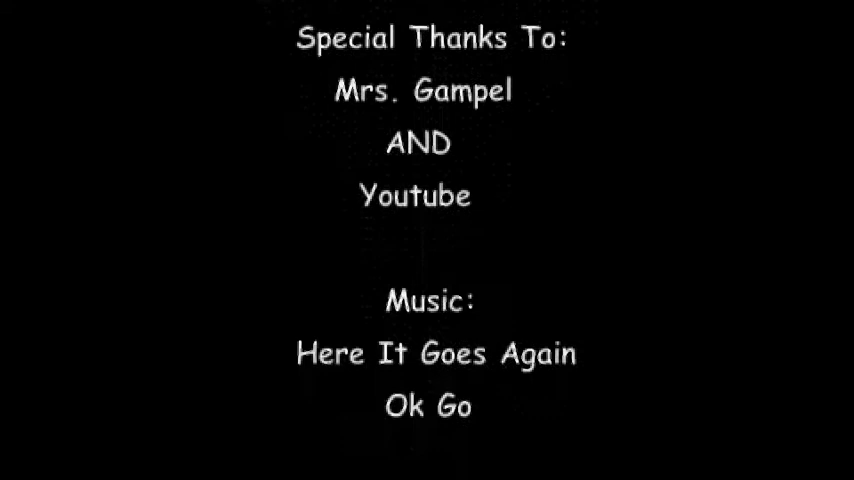 Special Thanks To:
Mrs. Gampel
AND
Youtube
Music:
Here It Goes Again
Ok Go